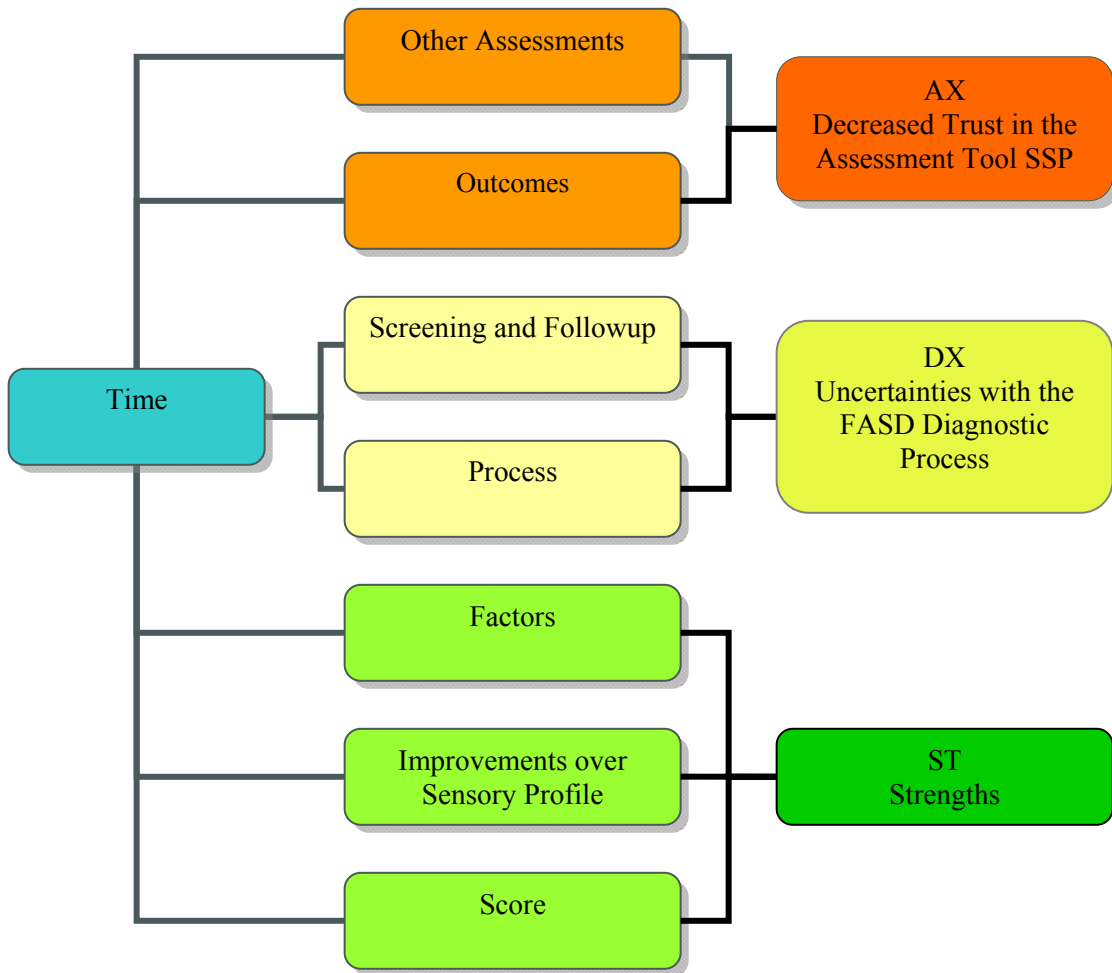 Other Assessments
AX
Decreased Trust in the
Assessment Tool SSP
Outcomes
Screening and Followup
DX
Uncertainties with the
FASD Diagnostic
Process
Time
Process
Factors
Improvements over
Sensory Profile
ST
Strengths
Score